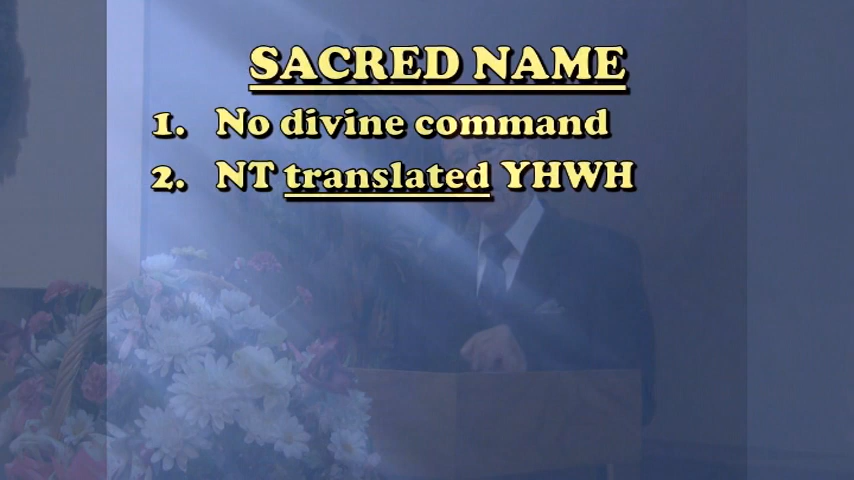 SACRED NAME
1. No divine command
2. NT translated YHWH